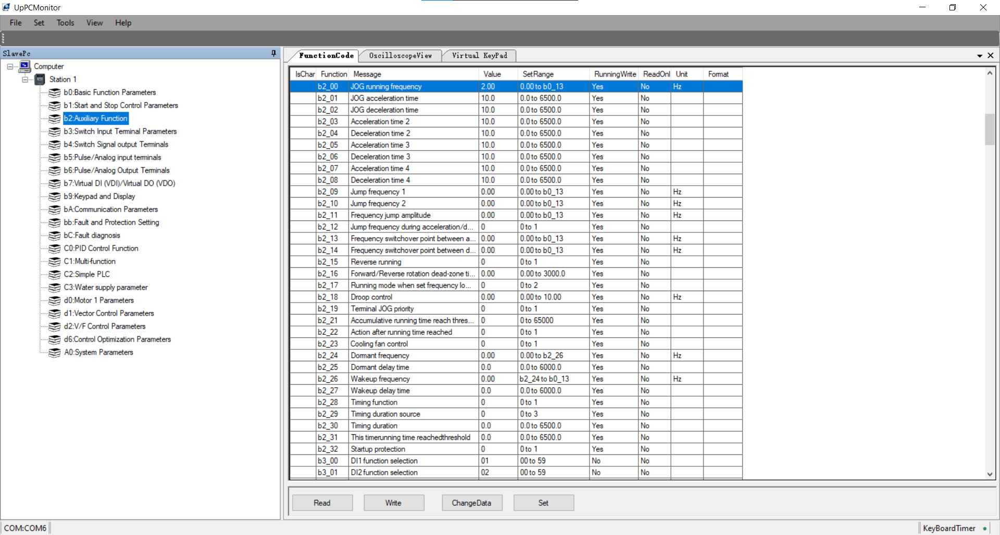 UpPCMonitor
File Set Tools View Help
SlavePc
Computer
Station 1
b0:Basic Function Parameters
b1:Start and Stop Control Parameters
b2:Auxiliary Function
b3:Switch Input Terminal Parameters
b4:Switch Signal output Terminals
b5:Pulse/Analog input terminals
b6:Pulse/Analog Output Terminals
b7:Virtual DI (VDI)/Virtual DO (VDO)
b9:Keypad and Display
bA:Communication Parameters
bb:Fault and Protection Setting
bC:Fault diagnosis
C0:PID Control Function
C1:Multi-function
C2:Simple PLC
C3:Water supply parameter
d0:Motor 1 Parameters
d1:Vector Control Parameters
d2:V/F Control Parameters
d6:Control Optimization Parameters
A0:System Parameters
FunctionCode OscilloscopeView Virtual KeyPad
IsChar Function Message Value SetRange RunningWrite ReadOnl Unit Format
b2_00 JOG running frequency 2.00 0.00 to b0_13 Yes No Hz
b2_01 JOG acceleration time 10.0 0.0 to 6500.0 Yes No
b2_02 JOG deceleration time 10.0 0.0 to 6500.0 Yes No
b2_03 Acceleration time 2 10.0 0.0 to 6500.0 Yes No
b2_04 Deceleration time 2 10.0 0.0 to 6500.0 Yes No
b2_05 Acceleration time 3 10.0 0.0 to 6500.0 Yes No
b2_06 Deceleration time 3 10.0 0.0 to 6500.0 Yes No
b2_07 Acceleration time 4 10.0 0.0 to 6500.0 Yes No
b2_08 Deceleration time 4 10.0 0.0 to 6500.0 Yes No
b2_09 Jump frequency 1 0.00 0.00 to b0_13 Yes No Hz
b2_10 Jump frequency 2 0.00 0.00 to b0_13 Yes No Hz
b2_11 Frequency jump amplitude 0.00 0.00 to b0_13 Yes No Hz
b2_12 Jump frequency during acceleration/d... 0 0 to 1 Yes No
b2_13 Frequency switchover point between a... 0.00 0.00 to b0_13 Yes No Hz
b2_14 Frequency switchover point between d... 0.00 0.00 to b0_13 Yes No Hz
b2_15 Reverse running 0 0 to 1 Yes No
b2_16 Forward/Reverse rotation dead-zone ti... 0.00 0.00 to 3000.0 Yes No
b2_17 Running mode when set frequency lo... 0 0 to 2 Yes No
b2_18 Droop control 0.00 0.00 to 10.00 Yes No Hz
b2_19 Terminal JOG priority 0 0 to 1 Yes No
b2_21 Accumulative running time reach thres... 0 0 to 65000 Yes No
b2_22 Action after running time reached 0 0 to 1 Yes No
b2_23 Cooling fan control 0 0 to 1 Yes No
b2_24 Dormant frequency 0.00 0.00 to b2_26 Yes No Hz
b2_25 Dormant delay time 0.0 0.0 to 6000.0 Yes No
b2_26 Wakeup frequency 0.00 b2_24 to b0_13 Yes No Hz
b2_27 Wakeup delay time 0.0 0.0 to 6000.0 Yes No
b2_28 Timing function 0 0 to 1 Yes No
b2_29 Timing duration source 0 0 to 3 Yes No
b2_30 Timing duration 0.0 0.0 to 6500.0 Yes No
b2_31 This timerunning time reachedthreshold 0.0 0.0 to 6500.0 Yes No
b2_32 Startup protection 0 0 to 1 Yes No
b3_00 DI1 function selection 01 00 to 59 No No
b3_01 DI2 function selection 02 00 to 59 No No
Read Write ChangeData Set
COM:COM6 KeyBoardTimer